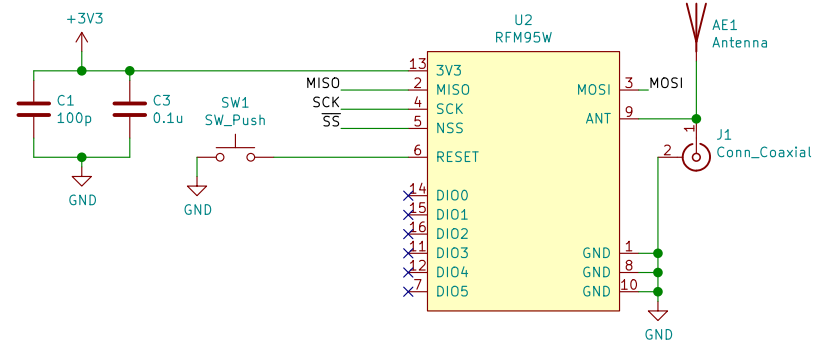 +3V3
C1
100p
C3
0.1u
GND
SW1
SW_Push
GND
MISO
SCK
SS
U2
RFM95W
13 3V3
2 MISO
4 SCK
5 NSS
6 RESET
14 DIO0
15 DIO1
16 DIO2
11 DIO3
12 DIO4
7 DIO5
MOSI 3 MOSI
ANT 9
GND 1
GND 8
GND 10
AE1
Antenna
1
2
J1
Conn_Coaxial
GND